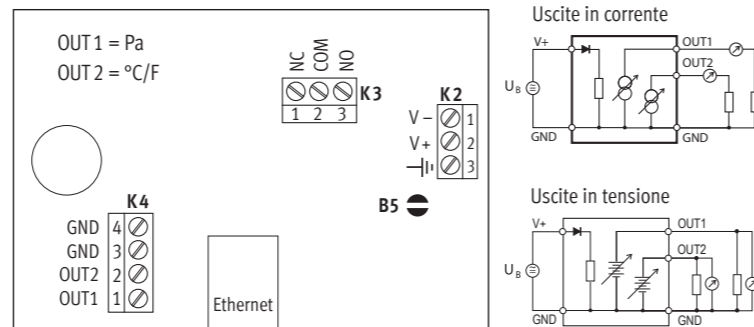 OUT 1 = Pa
OUT 2 = °C/F
NC COM NO
K3
1 2 3
K2
V – 1
V + 2
3
B5
K4
GND 4
GND 3
OUT2 2
OUT1 1
Ethernet
Uscite in corrente
V+
OUT1
OUT2
U B
GND
GND
Uscite in tensione
V+
OUT1
OUT2
U B
GND
GND